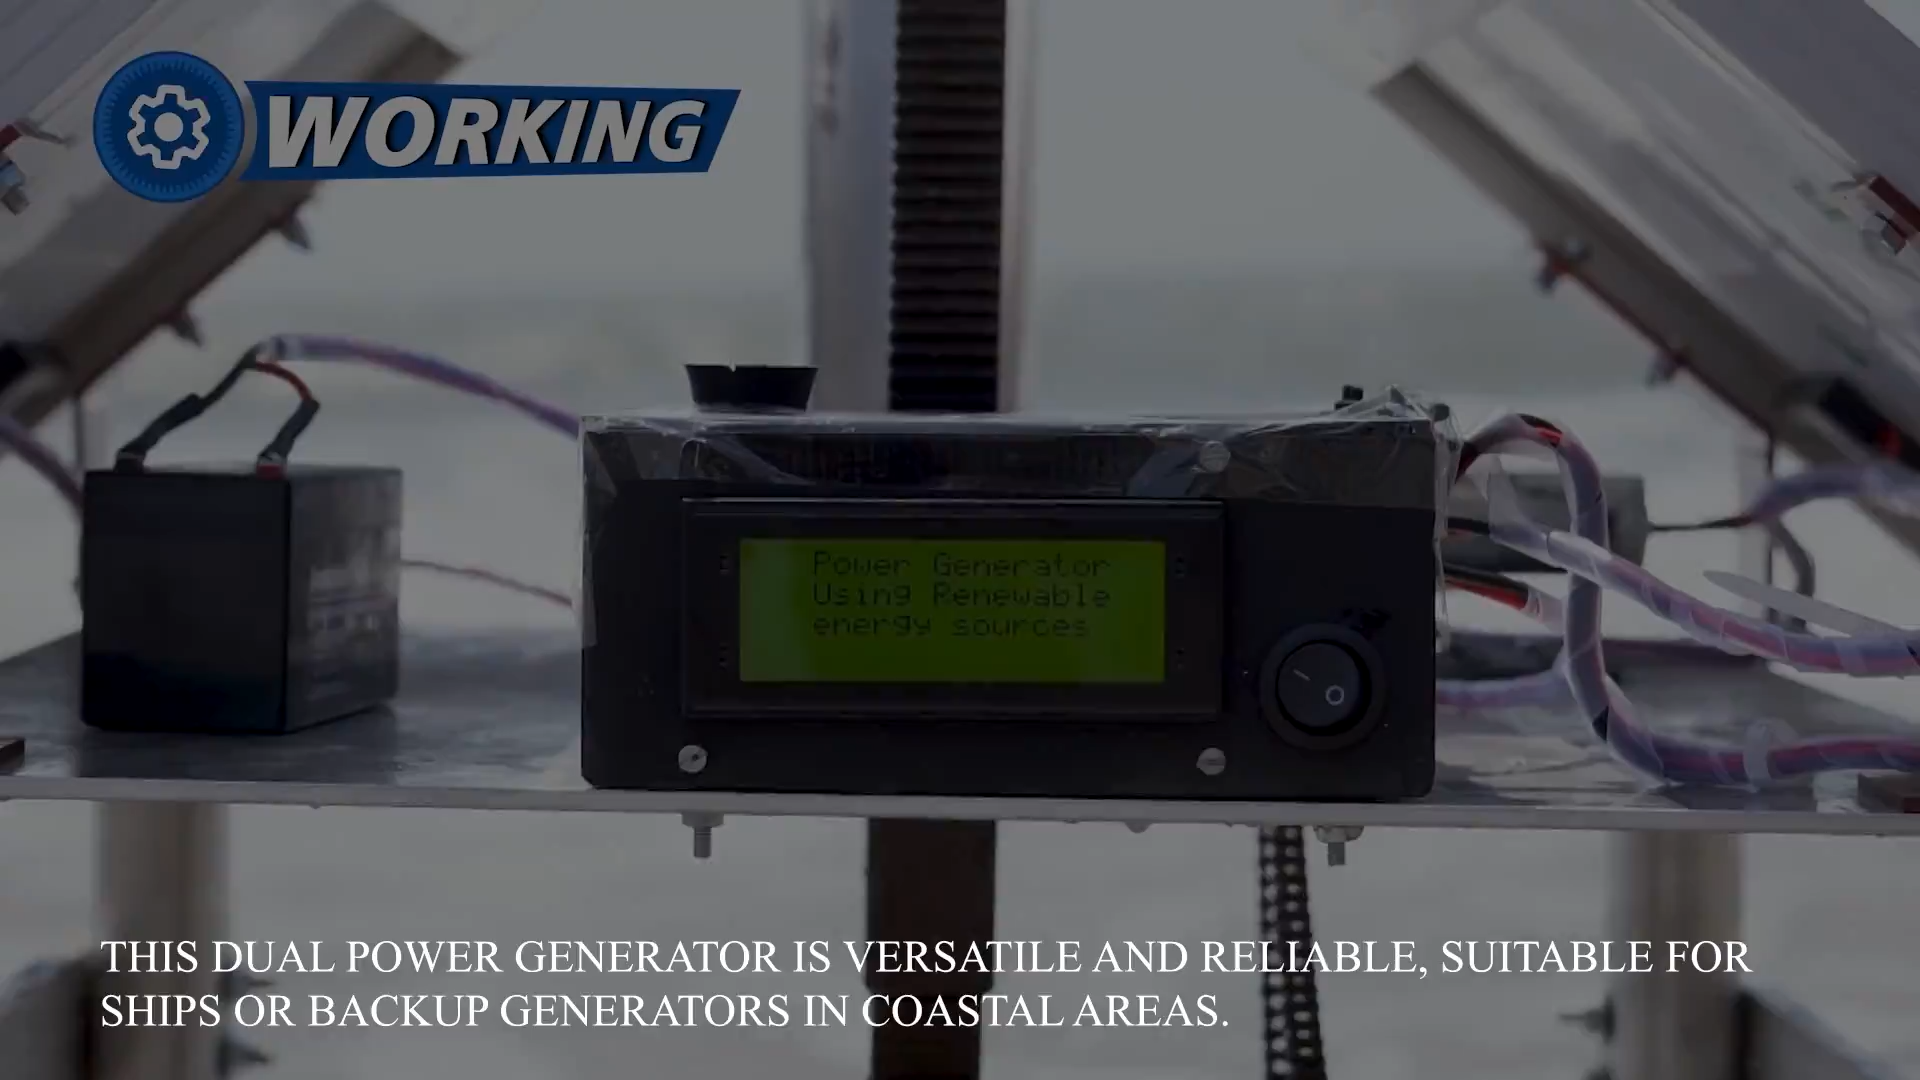 WORKING
Power Generator
Using Renewable
energy sources
THIS DUAL POWER GENERATOR IS VERSATILE AND RELIABLE, SUITABLE FOR
SHIPS OR BACKUP GENERATORS IN COASTAL AREAS.